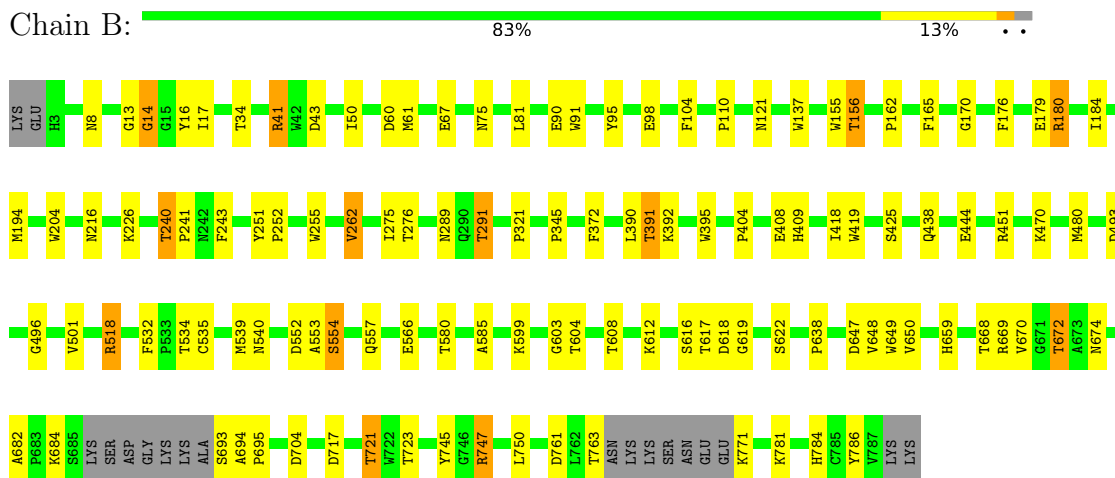 Chain B:
83% 13% • •
LYS GLU H3 N8 G13 G14 G15 Y16 I17 T34 R41 W42 D43 I50 D60 M61 E67 N75 L81 E90 W91 Y95 E98 F104 P110 N121 W137 W155 T156 P162 F165 G170 F176 E179 R180 I184
M194 W204 N216 K226 T240 P241 N242 F243 Y251 P252 W255 V262 I275 T276 N289 Q290 T291 P321 P345 F372 L390 T391 K392 W395 P404 E408 H409 I418 W419 S425 Q438 E444 R451 K470 M480
G496 V501 R518 F532 P533 T534 C535 M539 N540 D552 A553 S554 Q557 E566 T580 A585 K599 G603 T604 T608 K612 S616 T617 D618 G619 S622 P638 D647 V648 W649 V650 H659 T668 R669 V670 G671 T672 A673 N674
A682 P683 K684 S685 LYS SER ASP GLY LYS LYS ALA S693 A694 P695 D704 D717 T721 W722 T723 Y745 G746 R747 L750 D761 L762 T763 ASN LYS LYS SER ASN GLU GLU K771 K781 H784 C785 Y786 V787 LYS LYS